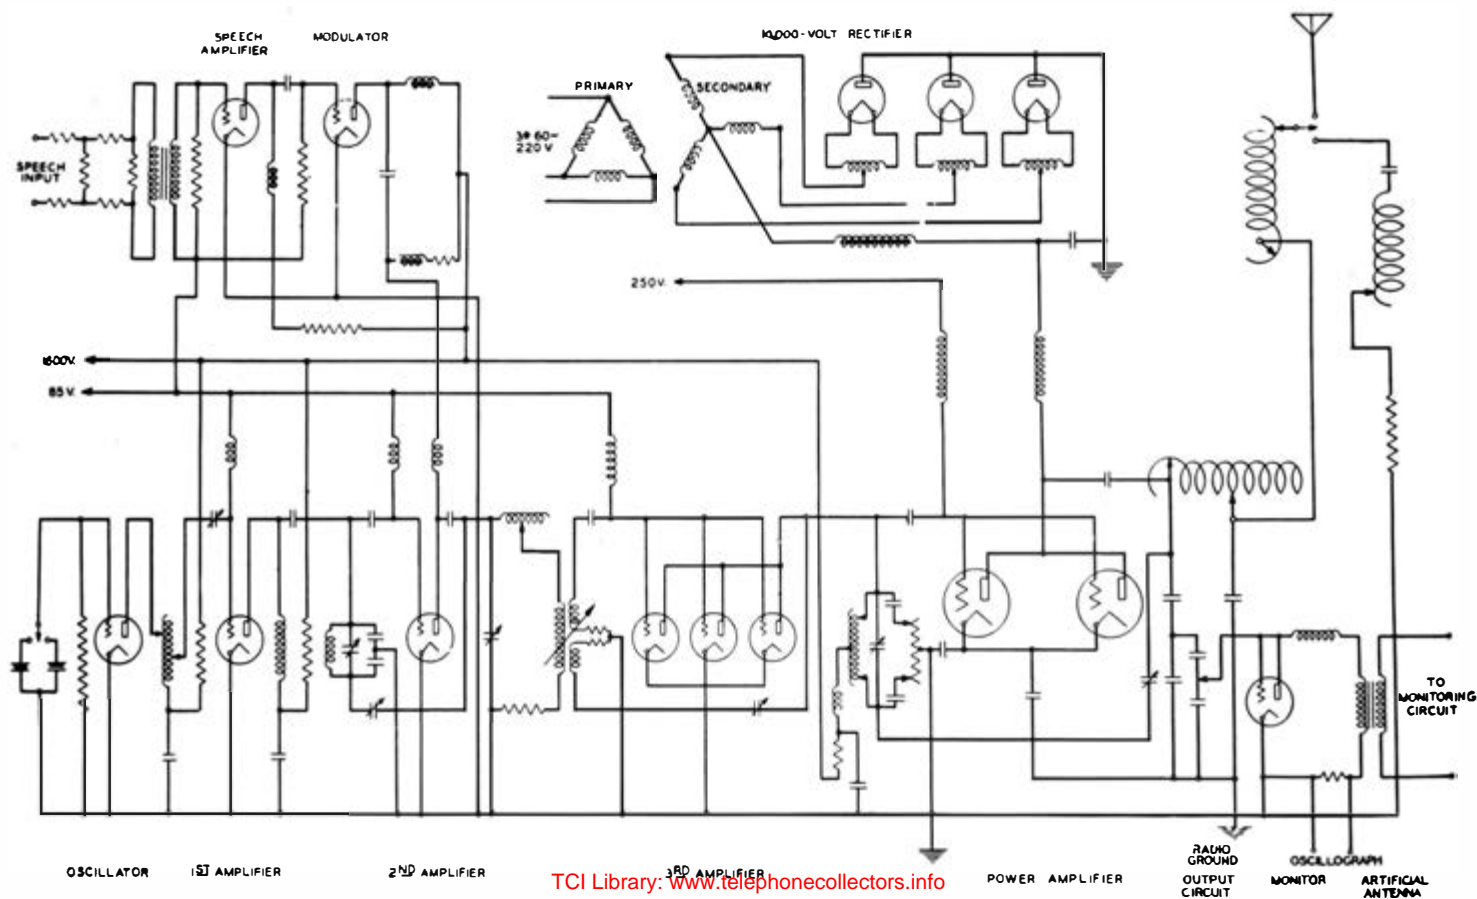 SPEECH
AMPLIFIER
MODULATOR
10,000-VOLT RECTIFIER
PRIMARY
SECONDARY
3φ 60~
220 V
SPEECH
INPUT
250V.
1600V.
85 V.
TO
MONITORING
CIRCUIT
OSCILLATOR
1ST AMPLIFIER
2ND AMPLIFIER
3RD AMPLIFIER
POWER AMPLIFIER
RADIO
GROUND
OUTPUT
CIRCUIT
OSCILLOGRAPH
MONITOR
ARTIFICIAL
ANTENNA
TCI Library: www.telephonecollectors.info